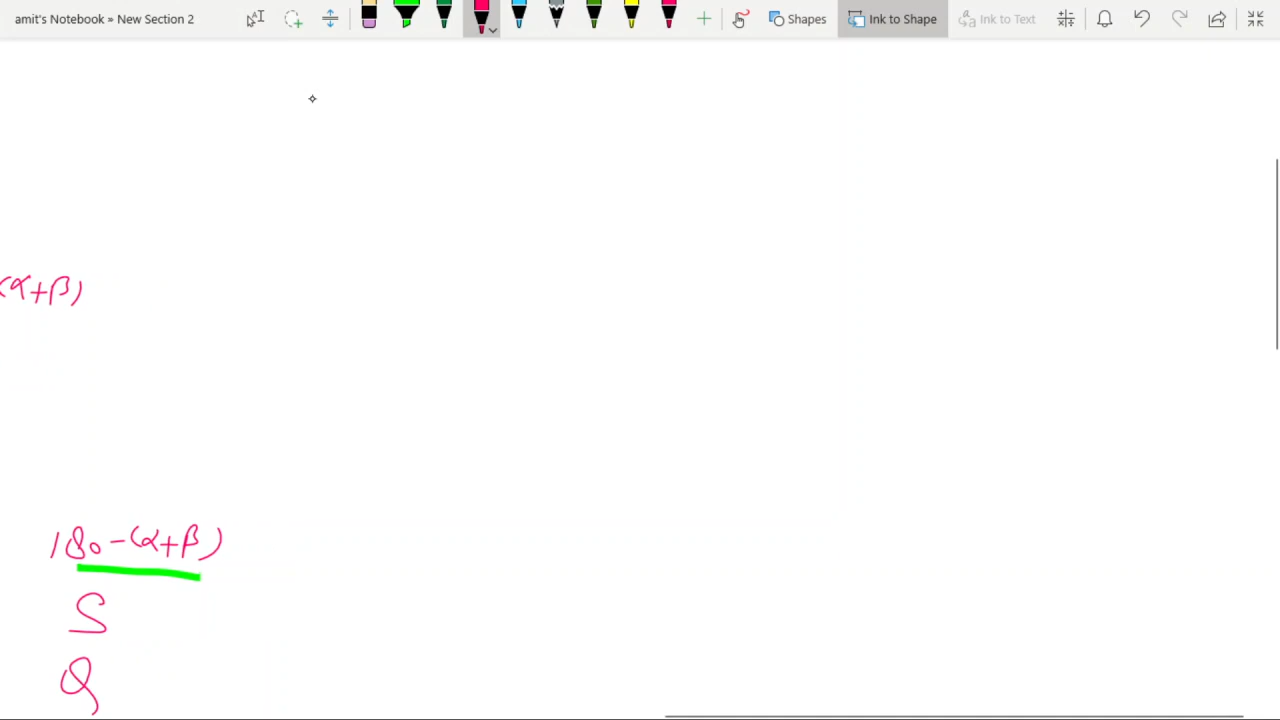 amit's Notebook » New Section 2 Shapes Ink to Shape Ink to Text
(α+β)
180-(α+β)
S
Q